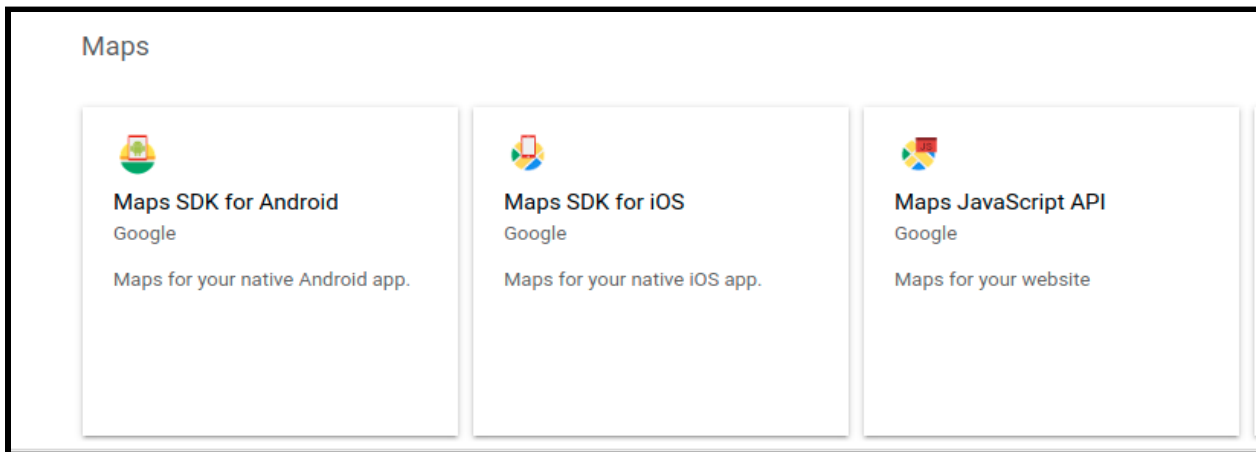 Maps
Maps SDK for Android
Google
Maps for your native Android app.
Maps SDK for iOS
Google
Maps for your native iOS app.
JS
Maps JavaScript API
Google
Maps for your website